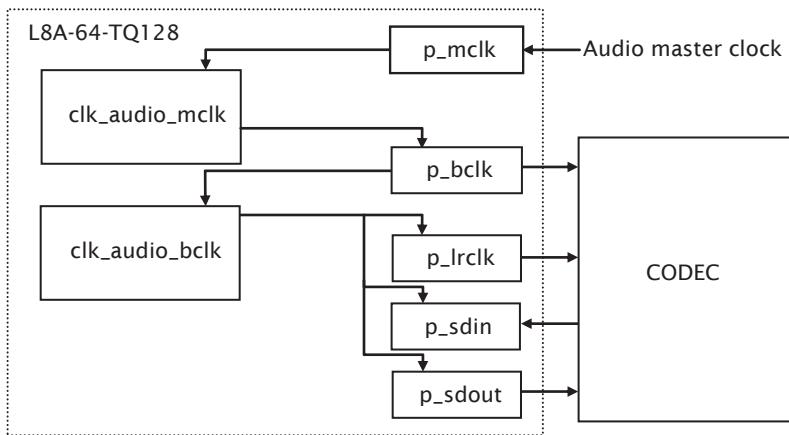 L8A-64-TQ128
p_mclk
Audio master clock
clk_audio_mclk
p_bclk
clk_audio_bclk
p_lrclk
CODEC
p_sdin
p_sdout